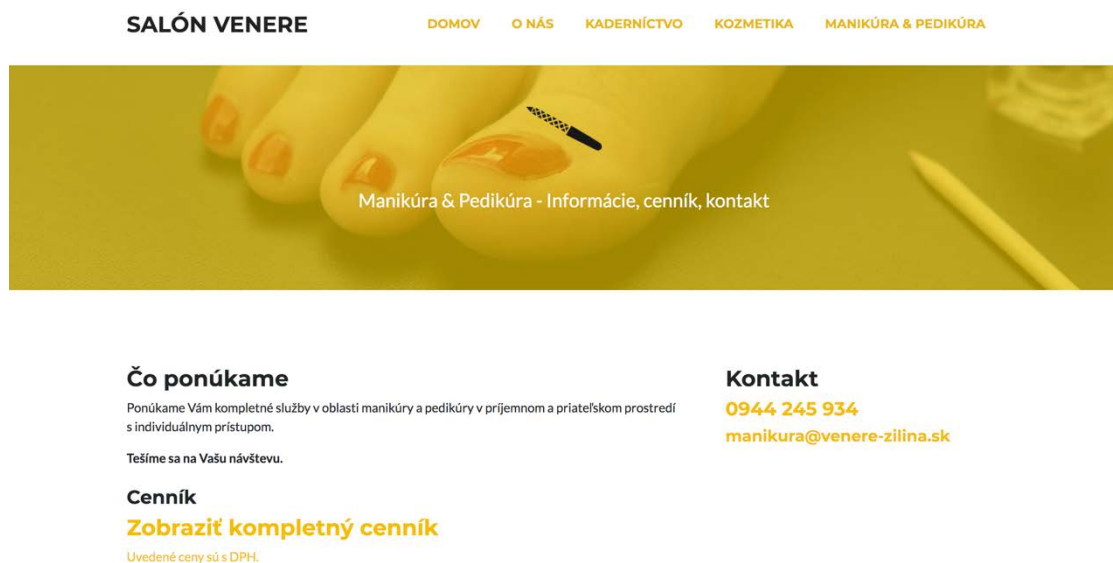 SALÓN VENERE
DOMOV O NÁS KADERNÍCTVO KOZMETIKA MANIKÚRA & PEDIKÚRA
Manikúra & Pedikúra - Informácie, cenník, kontakt
Čo ponúkame
Ponúkame Vám kompletné služby v oblasti manikúry a pedikúry v príjemnom a priateľskom prostredí
s individuálnym prístupom.
Tešíme sa na Vašu návštevu.
Cenník
Zobraziť kompletný cenník
Uvedené ceny sú s DPH.
Kontakt
0944 245 934
manikura@venere-zilina.sk